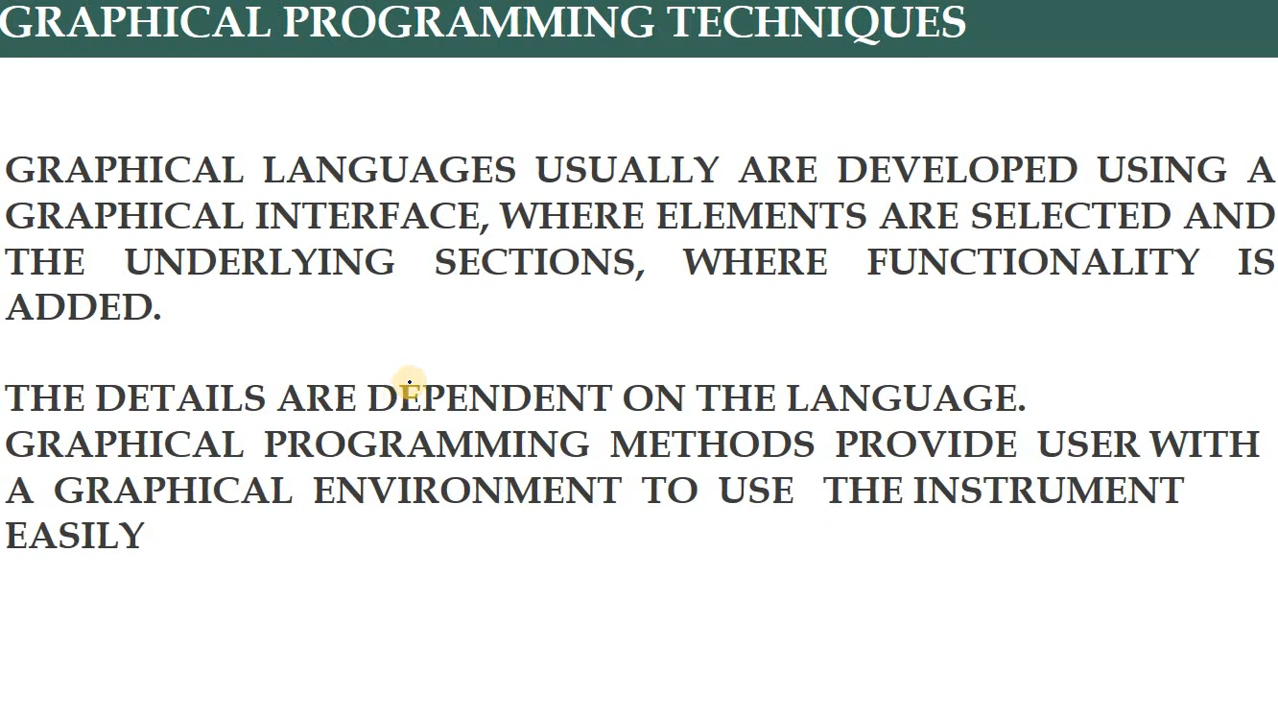 GRAPHICAL PROGRAMMING TECHNIQUES
GRAPHICAL LANGUAGES USUALLY ARE DEVELOPED USING A
GRAPHICAL INTERFACE, WHERE ELEMENTS ARE SELECTED AND
THE UNDERLYING SECTIONS, WHERE FUNCTIONALITY IS
ADDED.
THE DETAILS ARE DEPENDENT ON THE LANGUAGE.
GRAPHICAL PROGRAMMING METHODS PROVIDE USER WITH
A GRAPHICAL ENVIRONMENT TO USE THE INSTRUMENT
EASILY